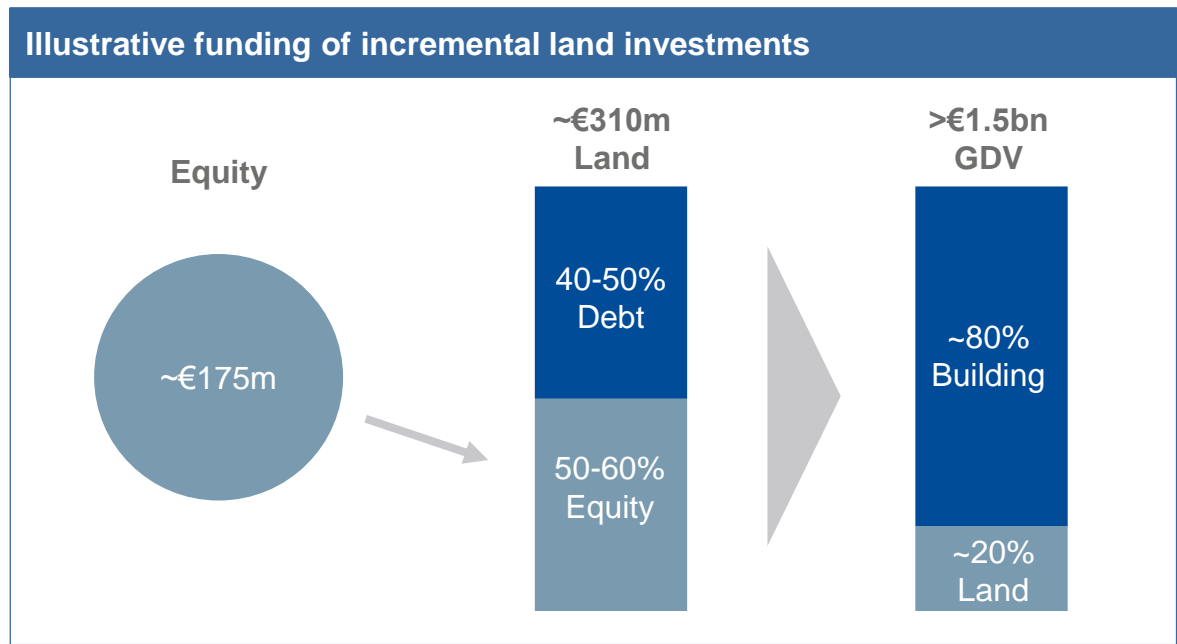 Illustrative funding of incremental land investments
Equity
~€175m
~€310m
Land
40-50%
Debt
50-60%
Equity
>€1.5bn
GDV
~80%
Building
~20%
Land